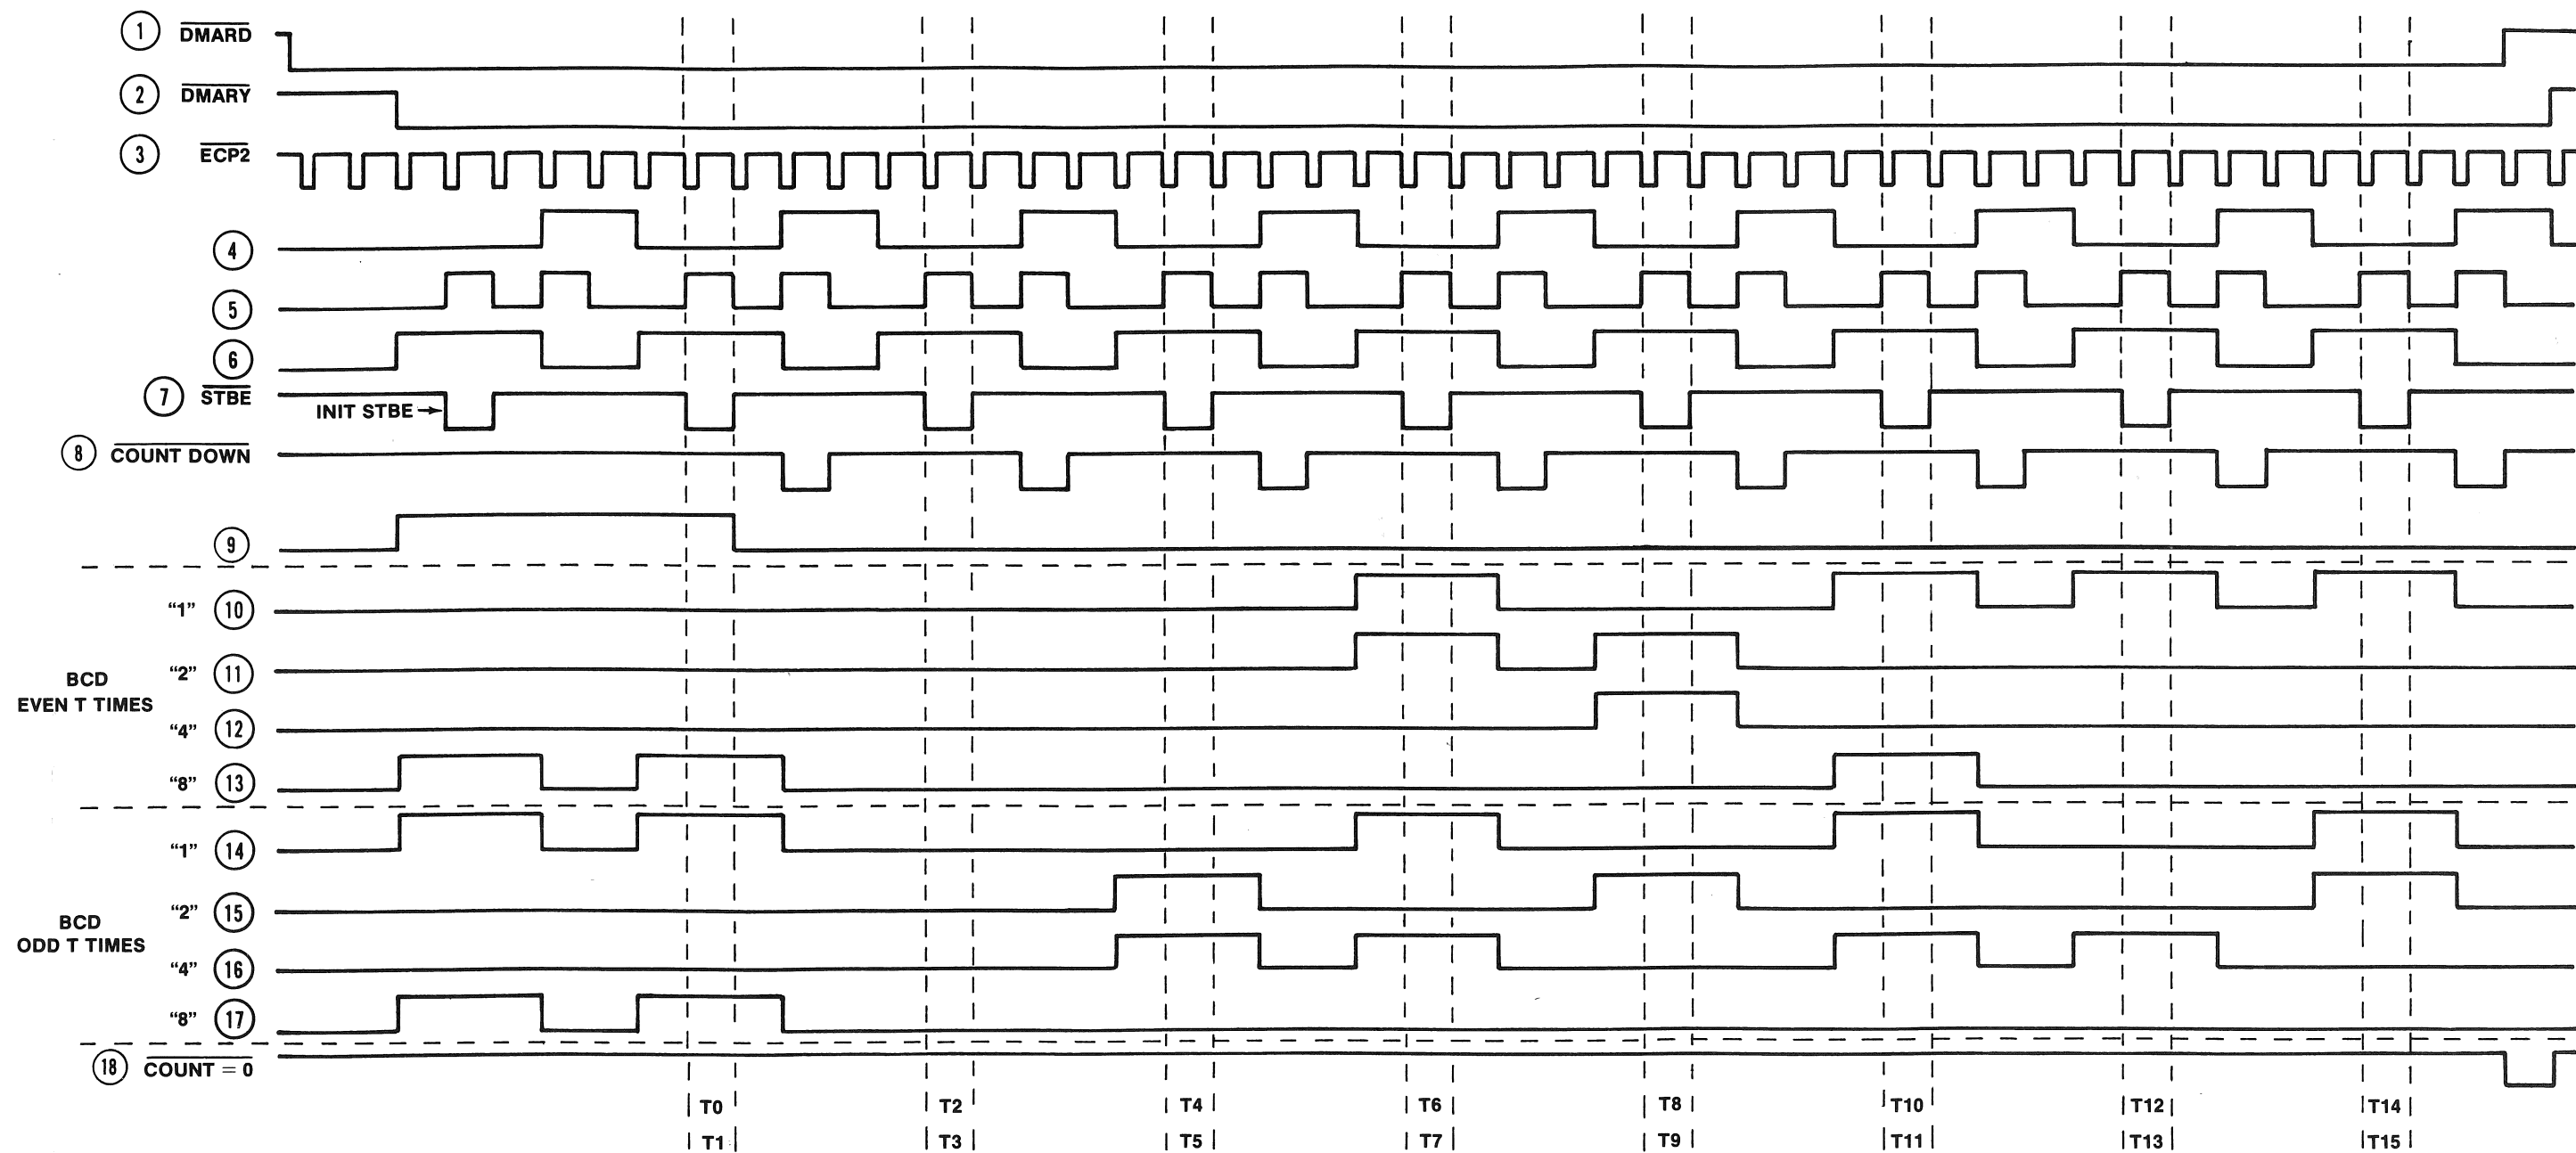 1 DMARD
2 DMARY
3 ECP2
4
5
6
7 STBE
INIT STBE
8 COUNT DOWN
9
"1" 10
"2" 11
BCD
EVEN T TIMES
"4" 12
"8" 13
"1" 14
"2" 15
BCD
ODD T TIMES
"4" 16
"8" 17
18 COUNT = 0
T0 T2 T4 T6 T8 T10 T12 T14
T1 T3 T5 T7 T9 T11 T13 T15